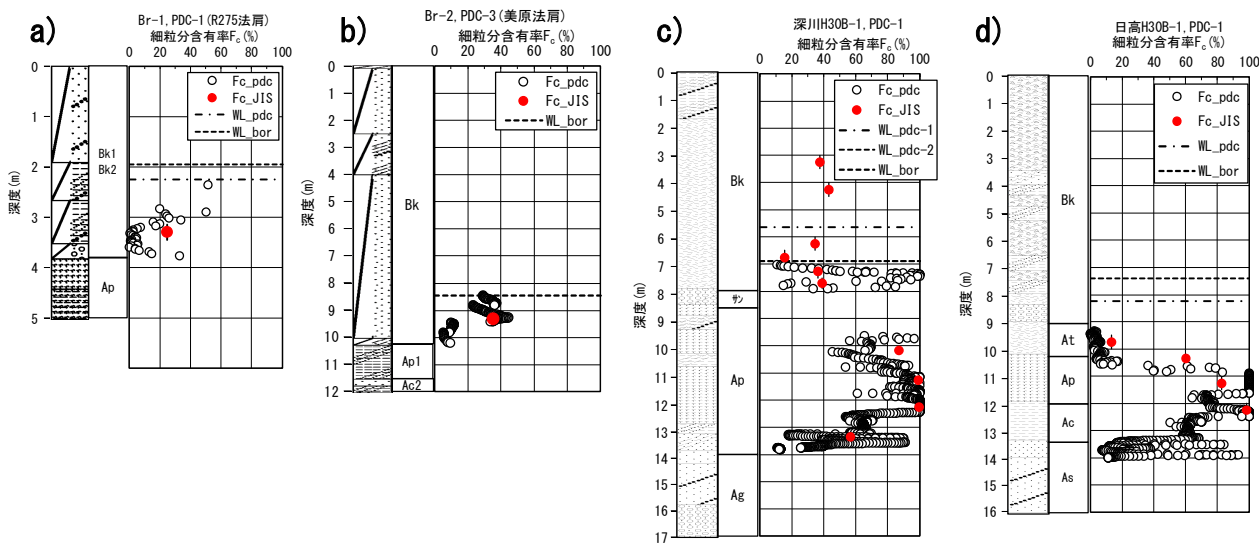 a)
Br-1, PDC-1(R275法肩)
細粒分含有率Fc(%)
0 20 40 60 80 100
深度(m)
0
1
2
3
4
5
Bk1
Bk2
Ap
Fc_pdc
Fc_JIS
WL_pdc
WL_bor
b)
Br-2, PDC-3(美原法肩)
細粒分含有率Fc(%)
0 20 40 60 80 100
深度(m)
0
1
2
3
4
5
6
7
8
9
10
11
12
Bk
Ap1
Ac2
Fc_pdc
Fc_JIS
WL_bor
c)
深川H30B-1, PDC-1
細粒分含有率Fc(%)
0 20 40 60 80 100
深度(m)
0
1
2
3
4
5
6
7
8
9
10
11
12
13
14
15
16
17
Bk
サン
Ap
Ag
Fc_pdc
Fc_JIS
WL_pdc-1
WL_pdc-2
WL_bor
d)
日高H30B-1, PDC-1
細粒分含有率Fc(%)
0 20 40 60 80 100
深度(m)
0
1
2
3
4
5
6
7
8
9
10
11
12
13
14
15
16
Bk
At
Ap
Ac
As
Fc_pdc
Fc_JIS
WL_pdc
WL_bor